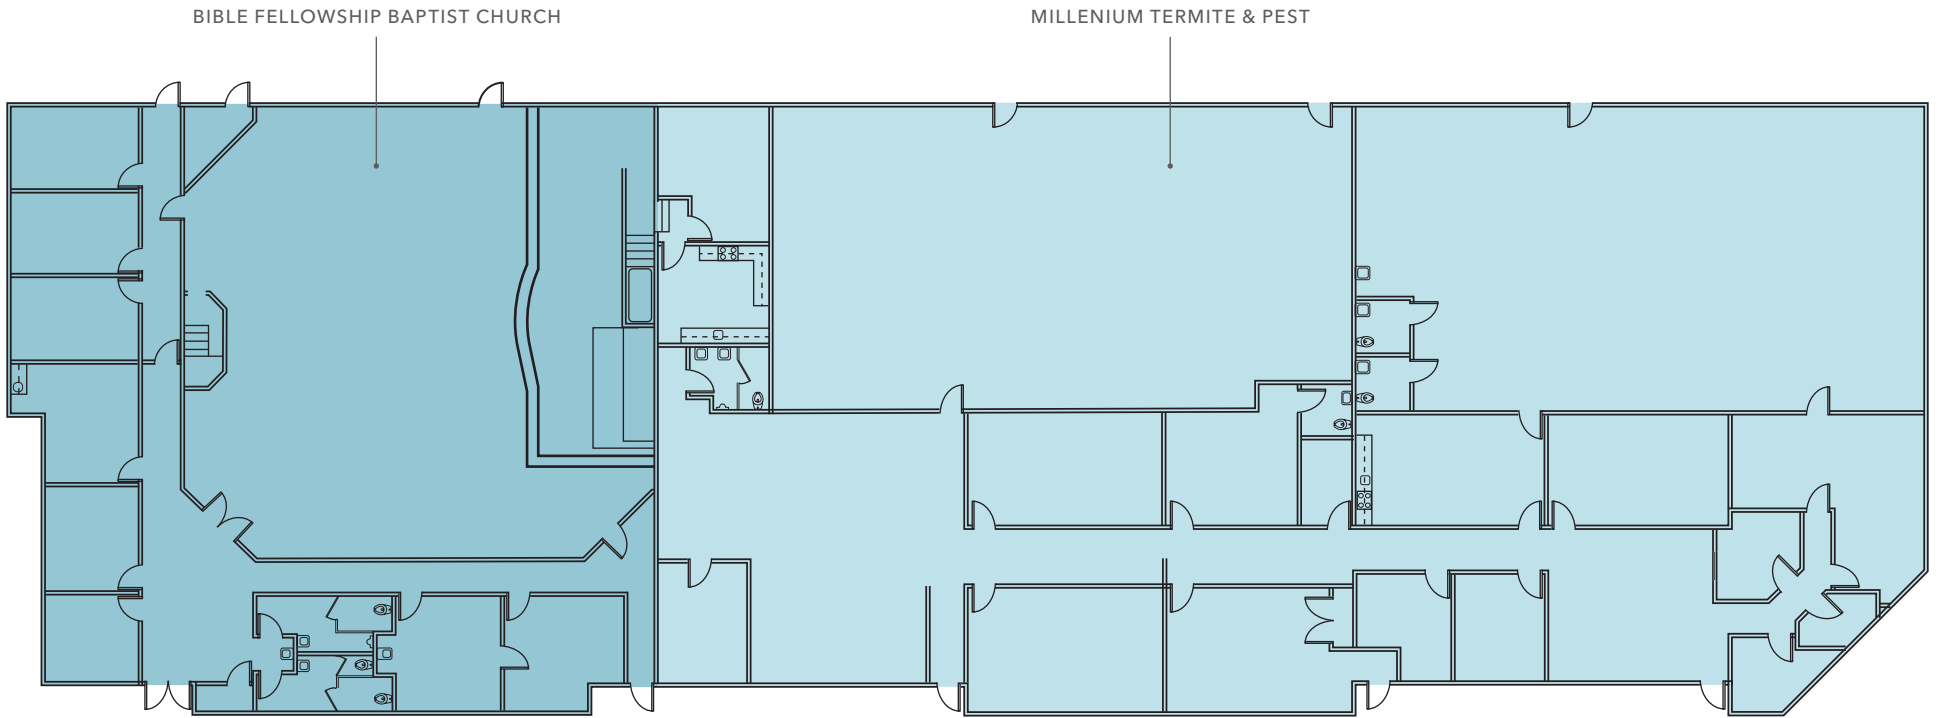 BIBLE FELLOWSHIP BAPTIST CHURCH
MILLENIUM TERMITE & PEST